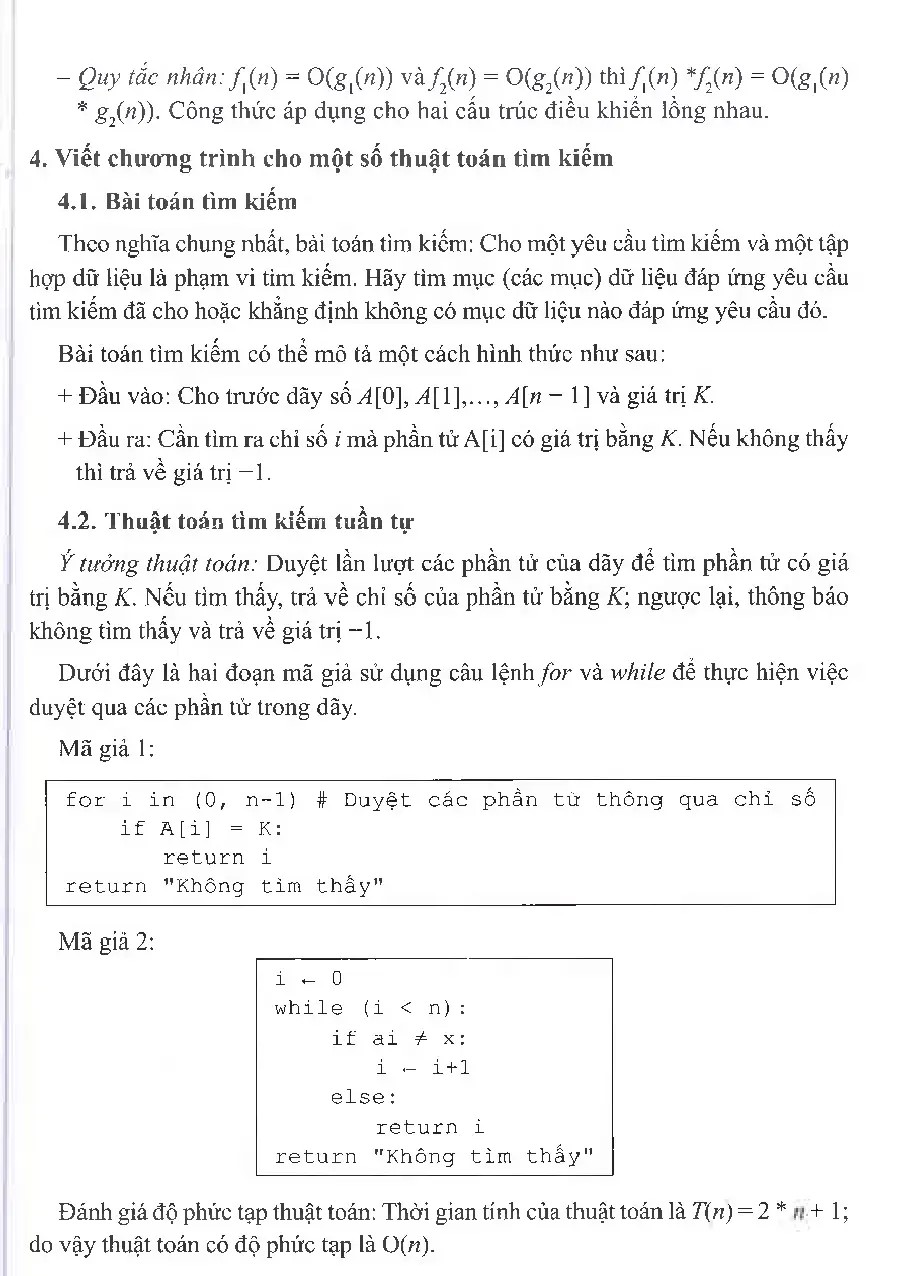 – Quy tắc nhân: f₁(n) = O(g₁(n)) và f₂(n) = O(g₂(n)) thì f₁(n) *f₂(n) = O(g₁(n)
* g₂(n)). Công thức áp dụng cho hai cấu trúc điều khiển lồng nhau.
4. Viết chương trình cho một số thuật toán tìm kiếm
4.1. Bài toán tìm kiếm
Theo nghĩa chung nhất, bài toán tìm kiếm: Cho một yêu cầu tìm kiếm và một tập
hợp dữ liệu là phạm vi tìm kiếm. Hãy tìm mục (các mục) dữ liệu đáp ứng yêu cầu
tìm kiếm đã cho hoặc khẳng định không có mục dữ liệu nào đáp ứng yêu cầu đó.
Bài toán tìm kiếm có thể mô tả một cách hình thức như sau:
+ Đầu vào: Cho trước dãy số A[0], A[1],…, A[n − 1] và giá trị K.
+ Đầu ra: Cần tìm ra chỉ số i mà phần tử A[i] có giá trị bằng K. Nếu không thấy
thì trả về giá trị −1.
4.2. Thuật toán tìm kiếm tuần tự
Ý tưởng thuật toán: Duyệt lần lượt các phần tử của dãy để tìm phần tử có giá
trị bằng K. Nếu tìm thấy, trả về chỉ số của phần tử bằng K; ngược lại, thông báo
không tìm thấy và trả về giá trị −1.
Dưới đây là hai đoạn mã giả sử dụng câu lệnh for và while để thực hiện việc
duyệt qua các phần tử trong dãy.
Mã giả 1:
for i in (0, n-1) # Duyệt các phần tử thông qua chỉ số
if A[i] = K:
return i
return "Không tìm thấy"
Mã giả 2:
i ← 0
while (i < n):
if ai ≠ x:
i ← i+1
else:
return i
return "Không tìm thấy"
Đánh giá độ phức tạp thuật toán: Thời gian tính của thuật toán là T(n) = 2 * n + 1;
do vậy thuật toán có độ phức tạp là O(n).